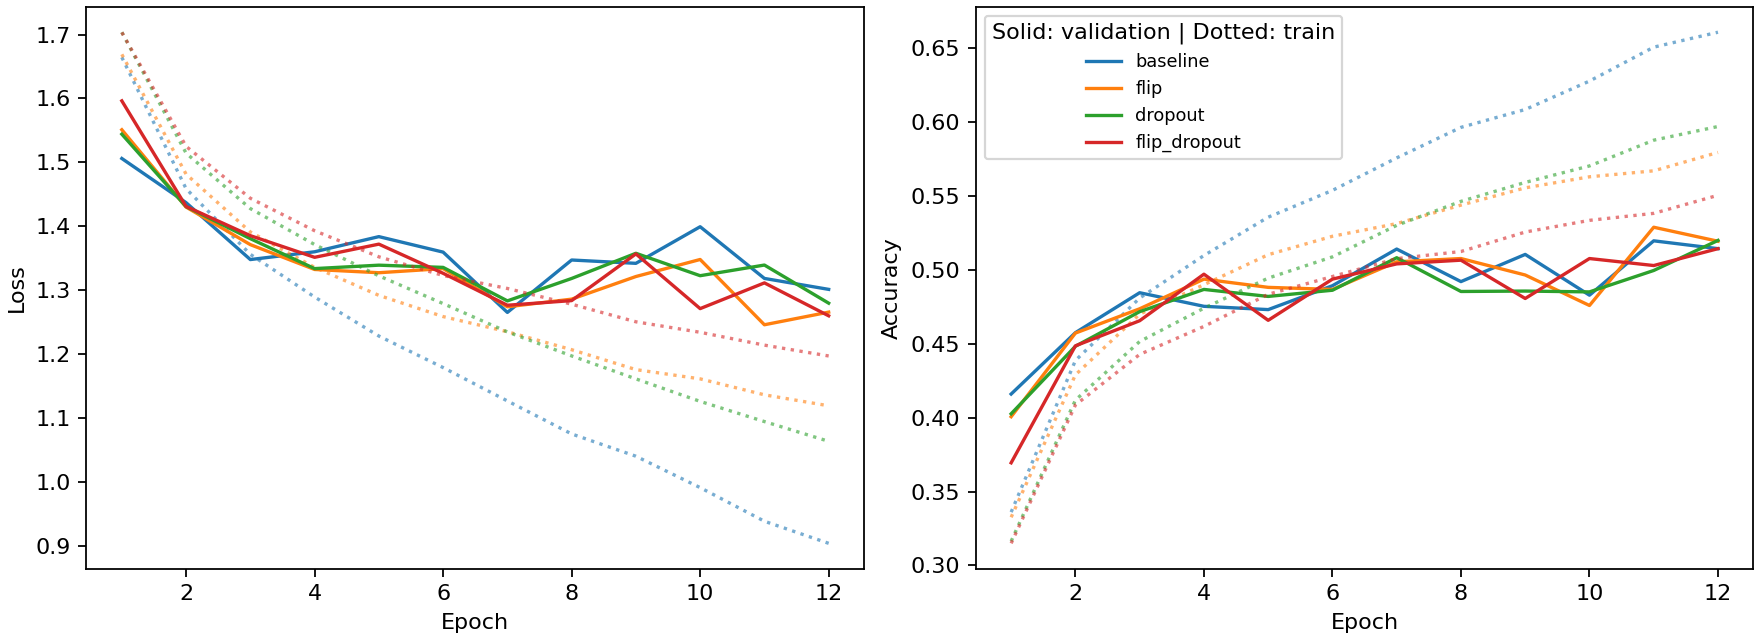 1.7
1.6
1.5
1.4
1.3
1.2
1.1
1.0
0.9
Loss
2 4 6 8 10 12
Epoch
0.65
0.60
0.55
0.50
0.45
0.40
0.35
0.30
Accuracy
Solid: validation | Dotted: train
baseline
flip
dropout
flip_dropout
2 4 6 8 10 12
Epoch